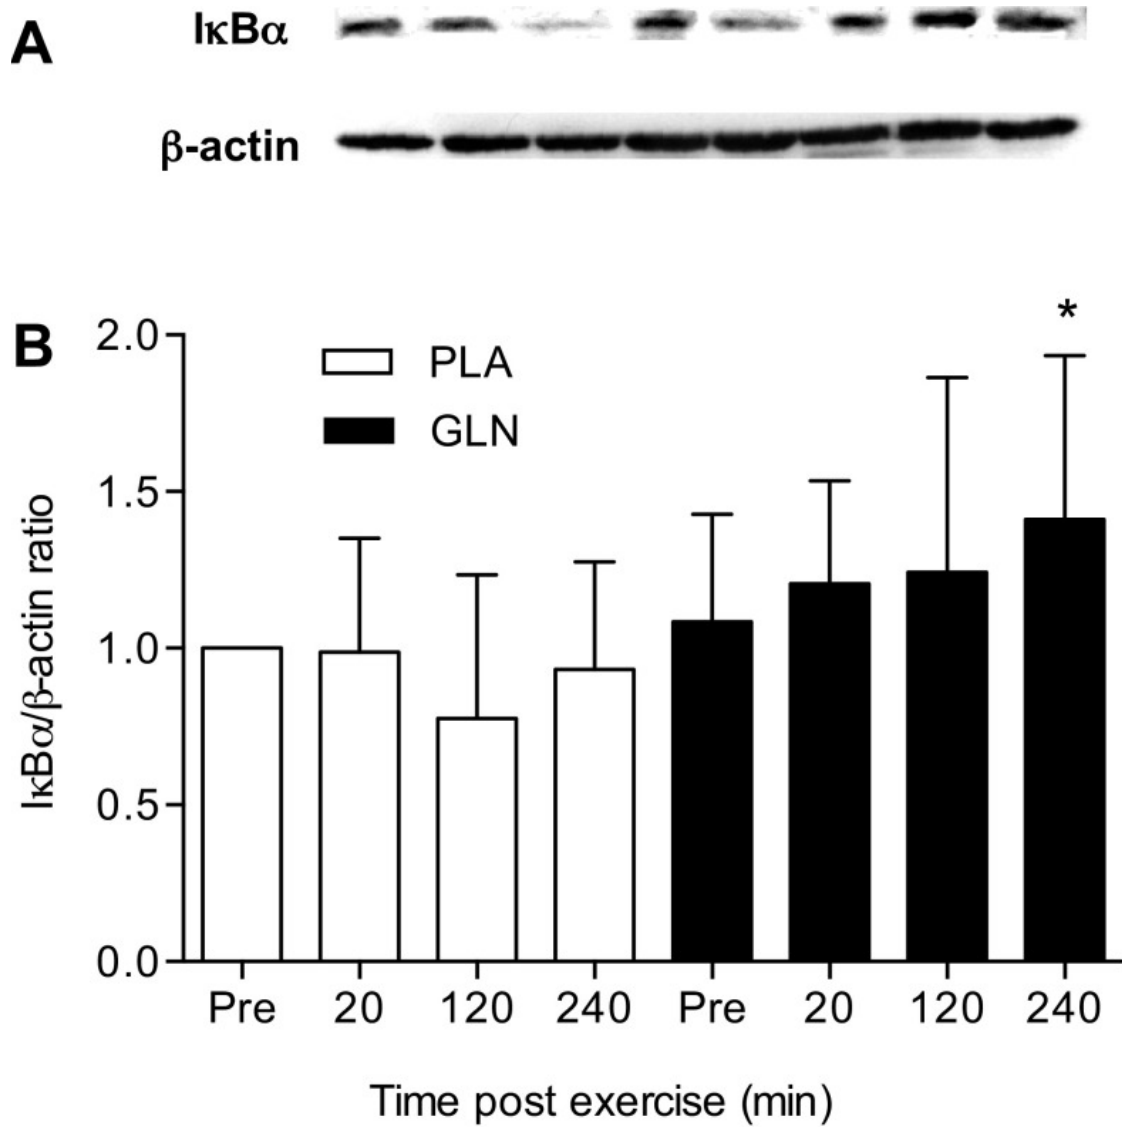 A
IκBα
β-actin
B
*
2.0
1.5
1.0
0.5
0.0
PLA
GLN
IκBα/β-actin ratio
Pre 20 120 240 Pre 20 120 240
Time post exercise (min)